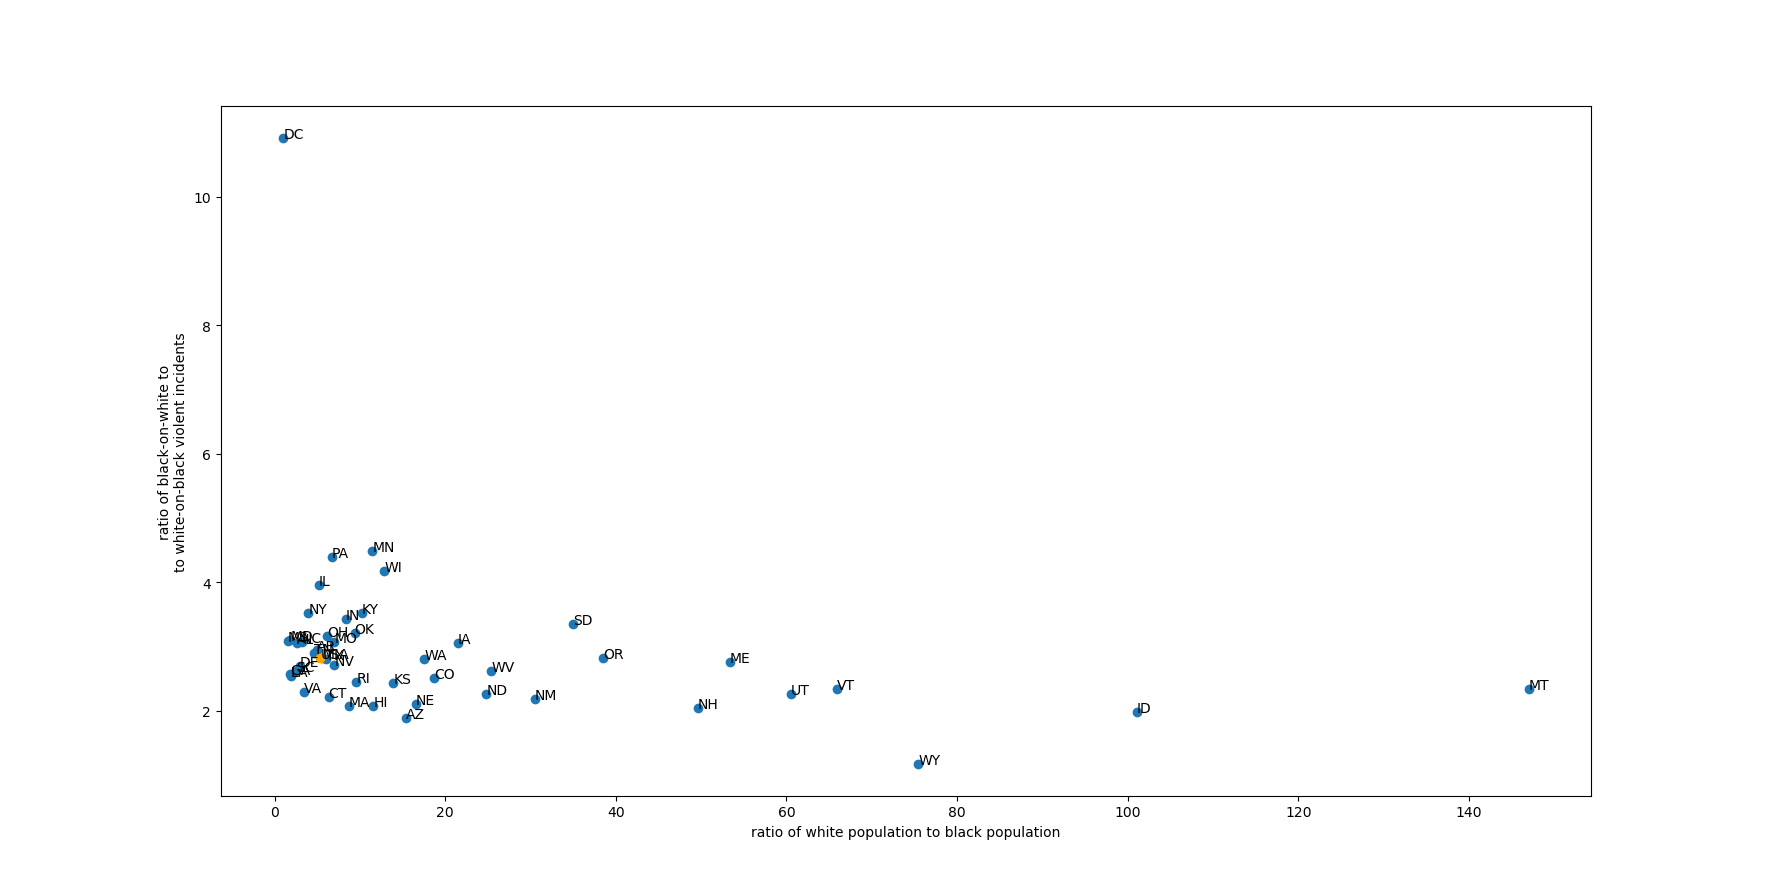 DC
10
8
6
4
2
ratio of black-on-white to
to white-on-black violent incidents
PA
MN
WI
IL
NY
IN
KY
OH
OK
MO
SD
IA
WA
OR
ME
DE
NV
WV
RI
KS
CO
VA
CT
ND
NM
UT
VT
MT
MA
HI
NE
AZ
NH
ID
WY
0
20
40
60
80
100
120
140
ratio of white population to black population